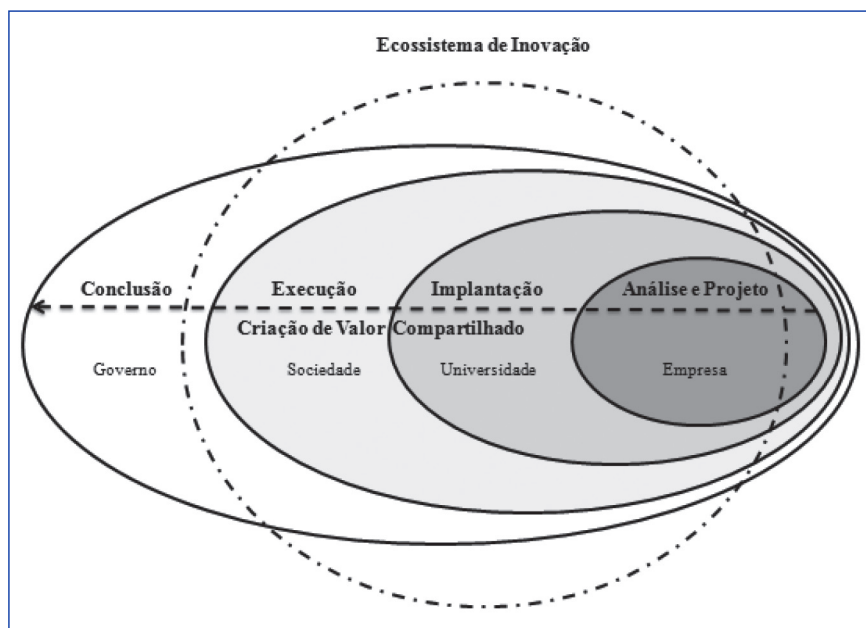 Ecossistema de Inovação
Conclusão Execução Implantação Análise e Projeto
Criação de Valor Compartilhado
Governo Sociedade Universidade Empresa